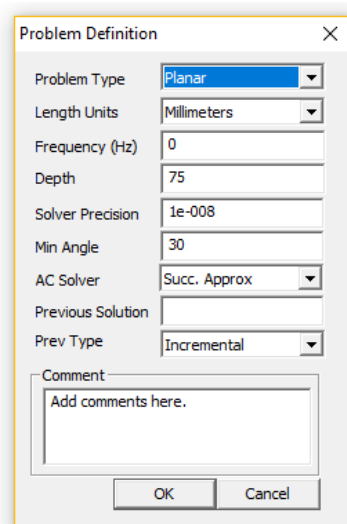 Problem Definition
Problem Type Planar
Length Units Millimeters
Frequency (Hz) 0
Depth 75
Solver Precision 1e-008
Min Angle 30
AC Solver Succ. Approx
Previous Solution
Prev Type Incremental
Comment
Add comments here.
OK Cancel